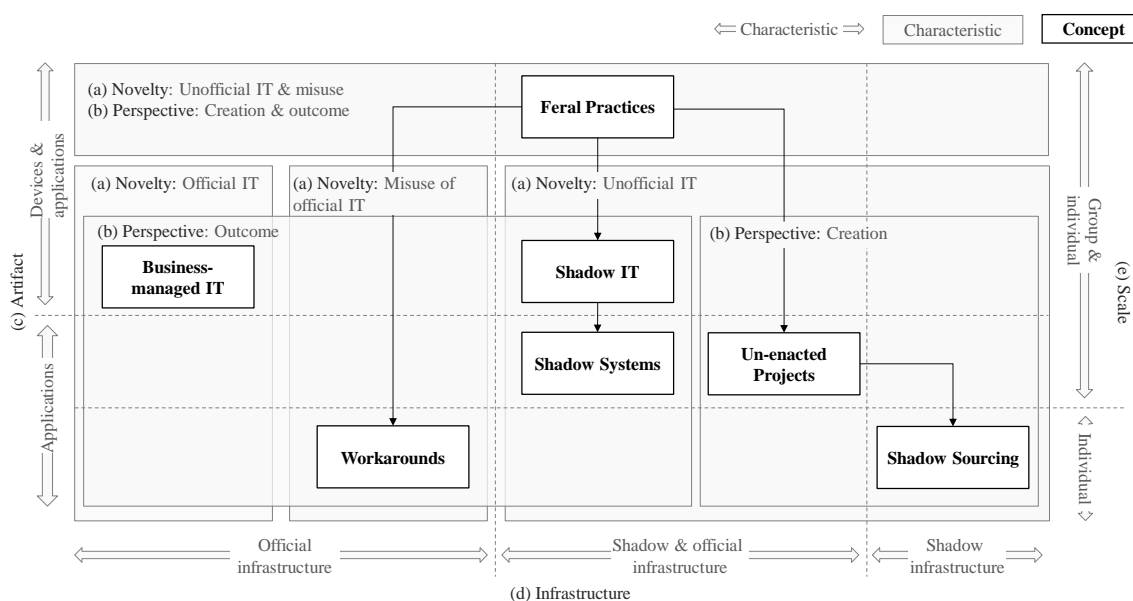 Characteristic
Characteristic
Concept
(a) Novelty: Unofficial IT & misuse
(b) Perspective: Creation & outcome
Feral Practices
Devices &
applications
(a) Novelty: Official IT
(a) Novelty: Misuse of
official IT
(a) Novelty: Unofficial IT
Group &
individual
(b) Perspective: Outcome
(b) Perspective: Creation
Business-
managed IT
Shadow IT
(c) Artifact
(e) Scale
Shadow Systems
Un-enacted
Projects
Applications
Workarounds
Shadow Sourcing
Individual
Official
infrastructure
Shadow & official
infrastructure
Shadow
infrastructure
(d) Infrastructure